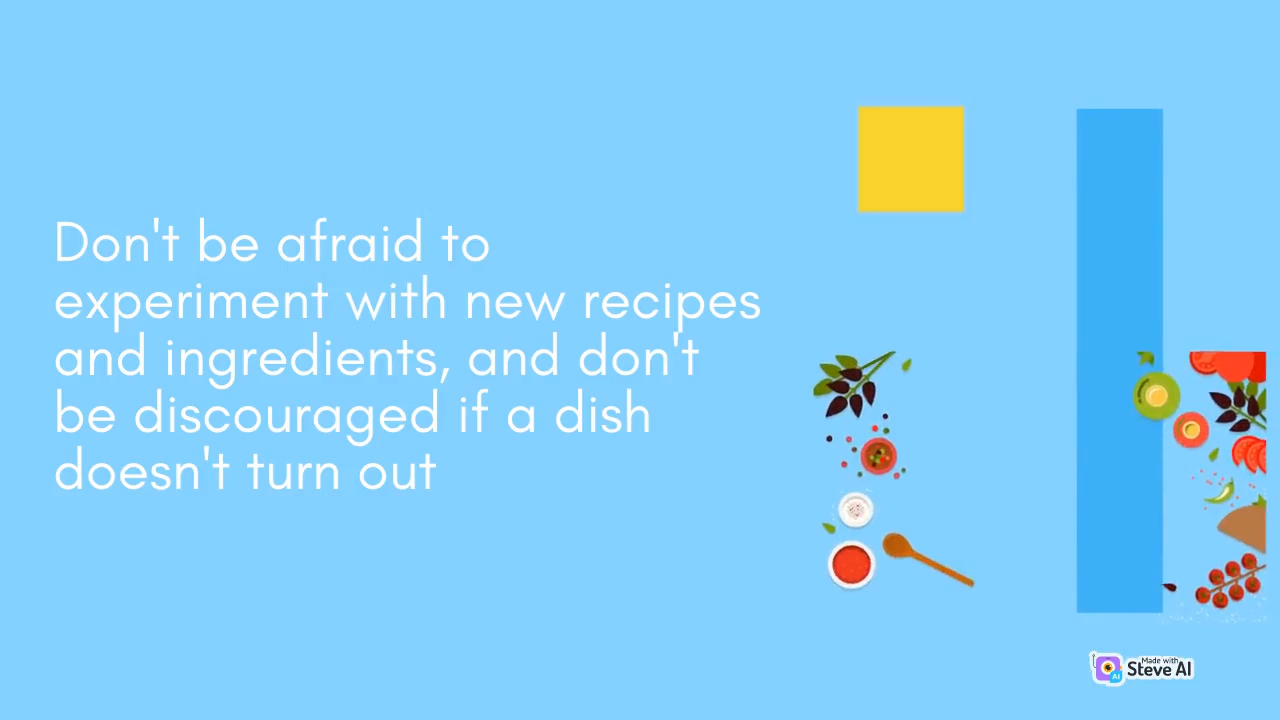 Don't be afraid to
experiment with new recipes
and ingredients, and don't
be discouraged if a dish
doesn't turn out
Made with
Steve AI
AI